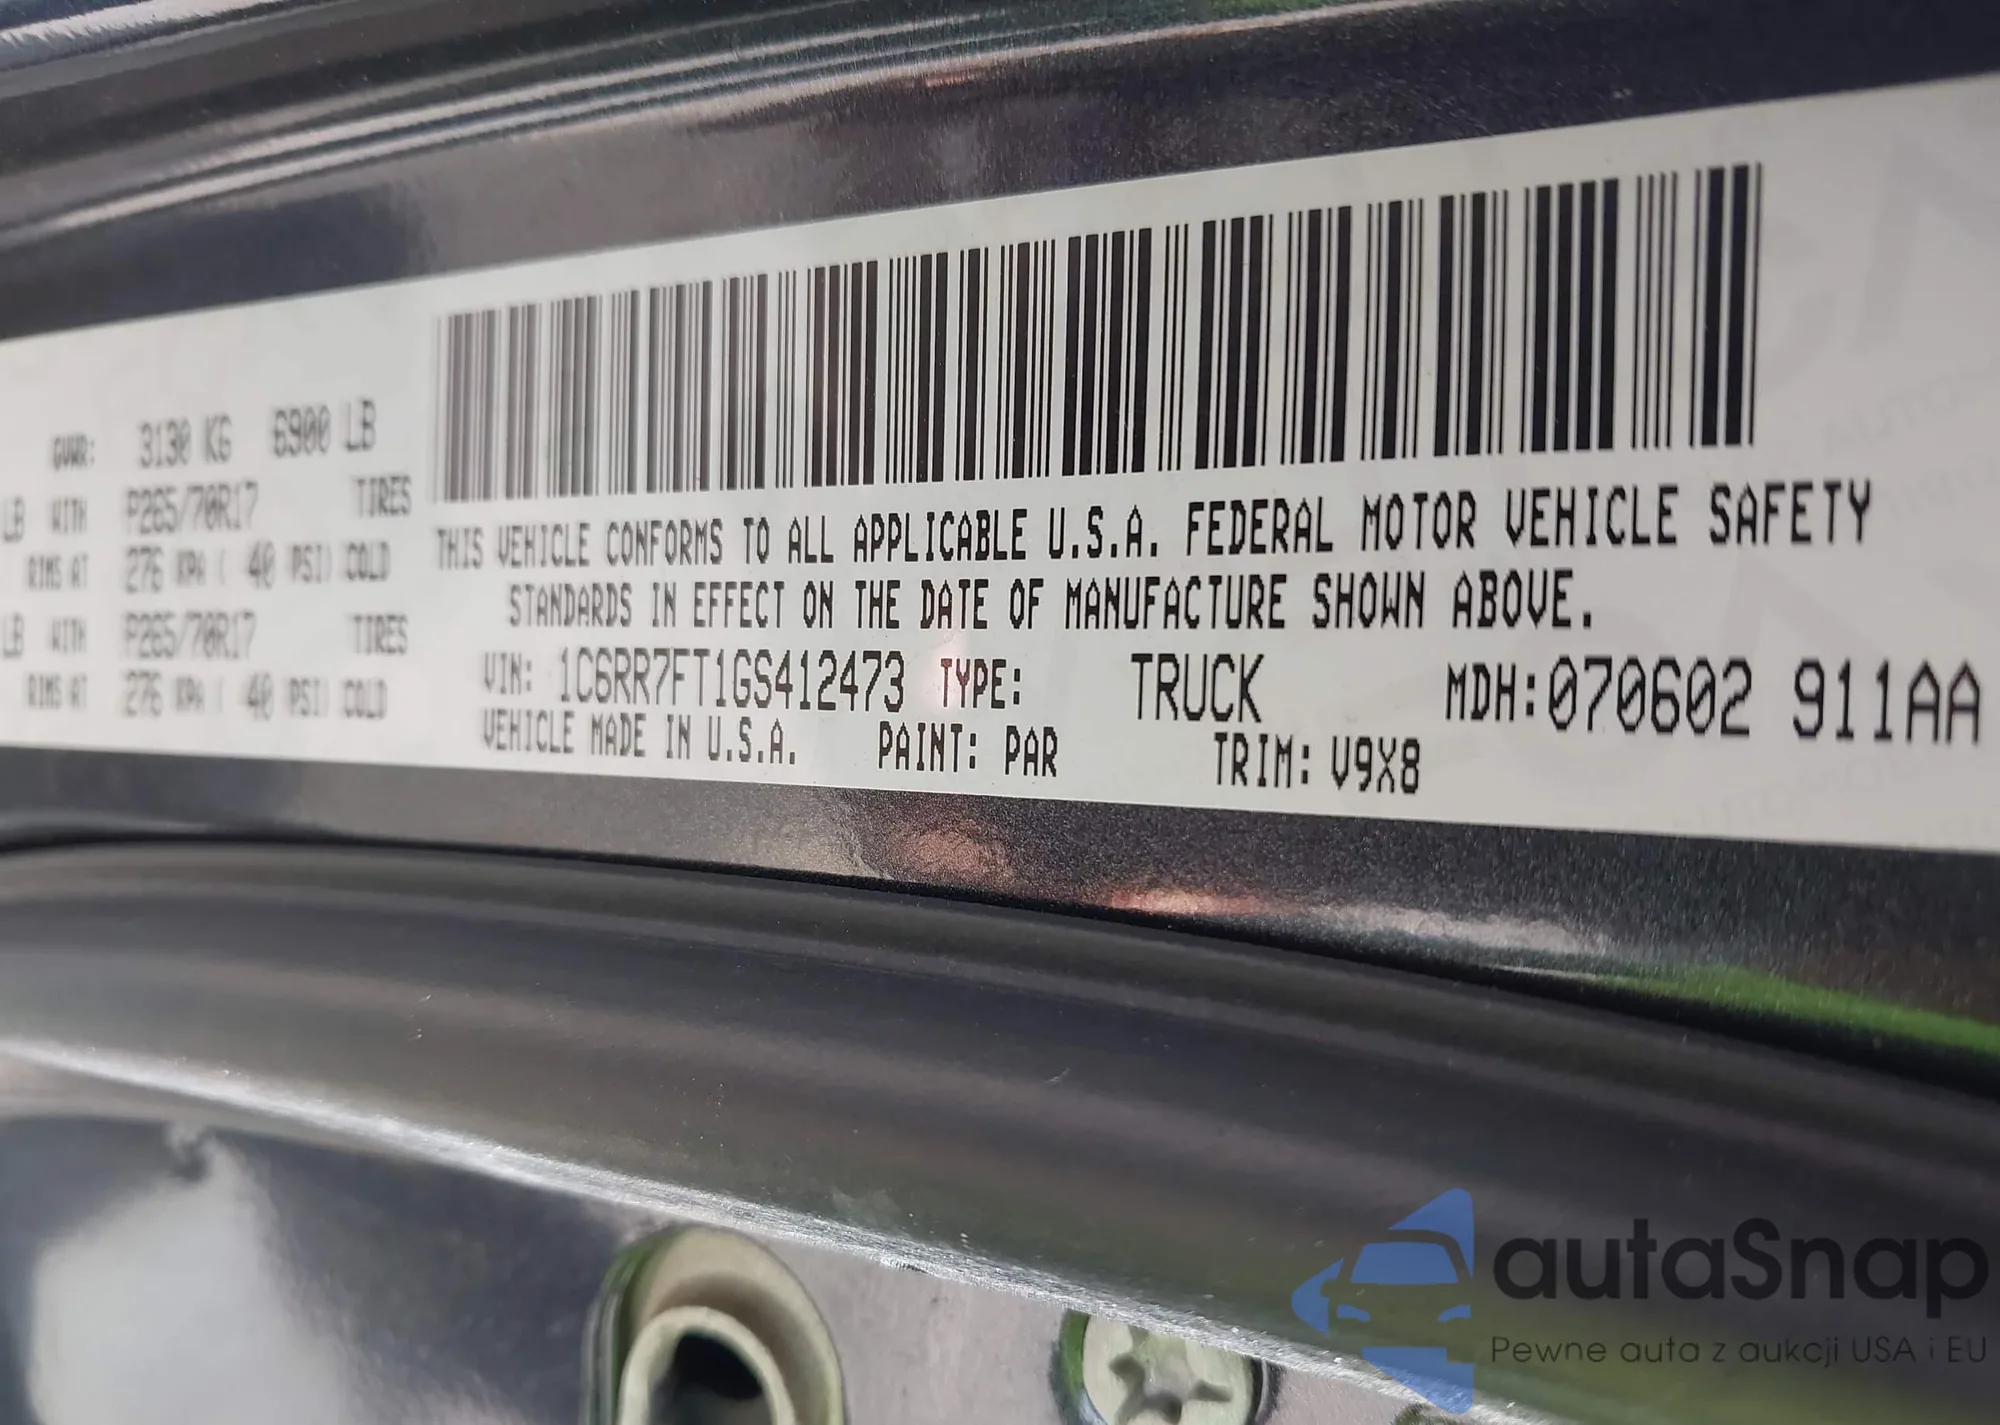 GVWR: 3130 KG 6900 LB
LB WITH P265/70R17 TIRES
RIMS AT 276 KPA ( 40 PSI) COLD
LB WITH P265/70R17 TIRES
RIMS AT 276 KPA ( 40 PSI) COLD
THIS VEHICLE CONFORMS TO ALL APPLICABLE U.S.A. FEDERAL MOTOR VEHICLE SAFETY
STANDARDS IN EFFECT ON THE DATE OF MANUFACTURE SHOWN ABOVE.
VIN: 1C6RR7FT1GS412473 TYPE: TRUCK MDH:070602 911AA
VEHICLE MADE IN U.S.A. PAINT: PAR TRIM: V9X8
autaSnap
Pewne auta z aukcji USA i EU